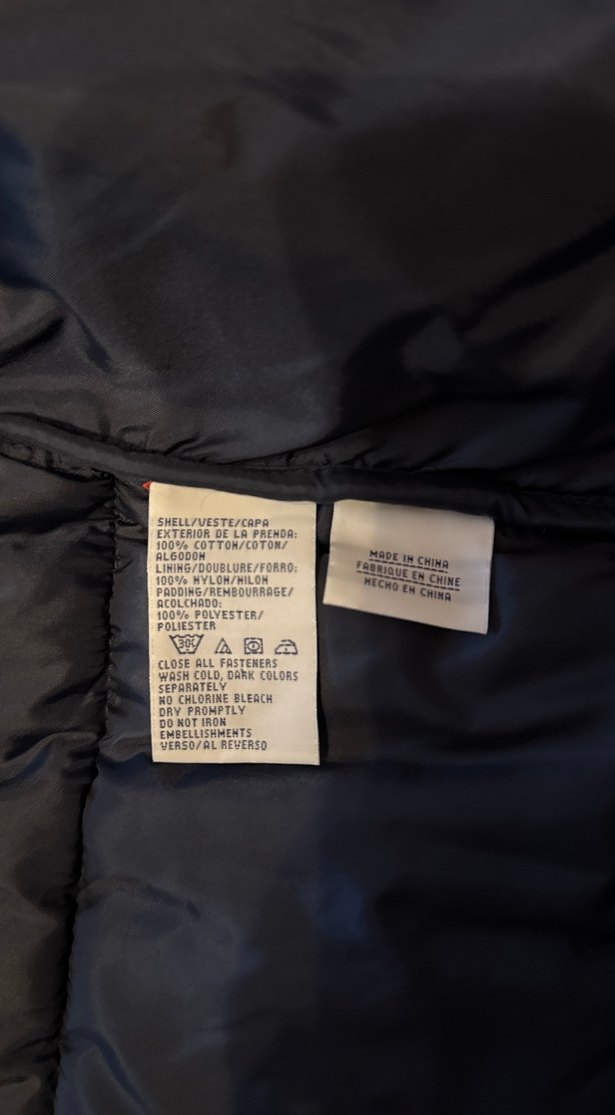 SHELL/VESTE/CAPA
EXTERIOR DE LA PRENDA:
100% COTTON/COTON/
ALGODON
LINING/DOUBLURE/FORRO:
100% NYLON/NILON
PADDING/REMBOURRAGE/
ACOLCHADO:
100% POLYESTER/
POLIESTER
30C
CLOSE ALL FASTENERS
WASH COLD, DARK COLORS
SEPARATELY
NO CHLORINE BLEACH
DRY PROMPTLY
DO NOT IRON
EMBELLISHMENTS
VERSO/AL REVERSO
MADE IN CHINA
FABRIQUE EN CHINE
HECHO EN CHINA